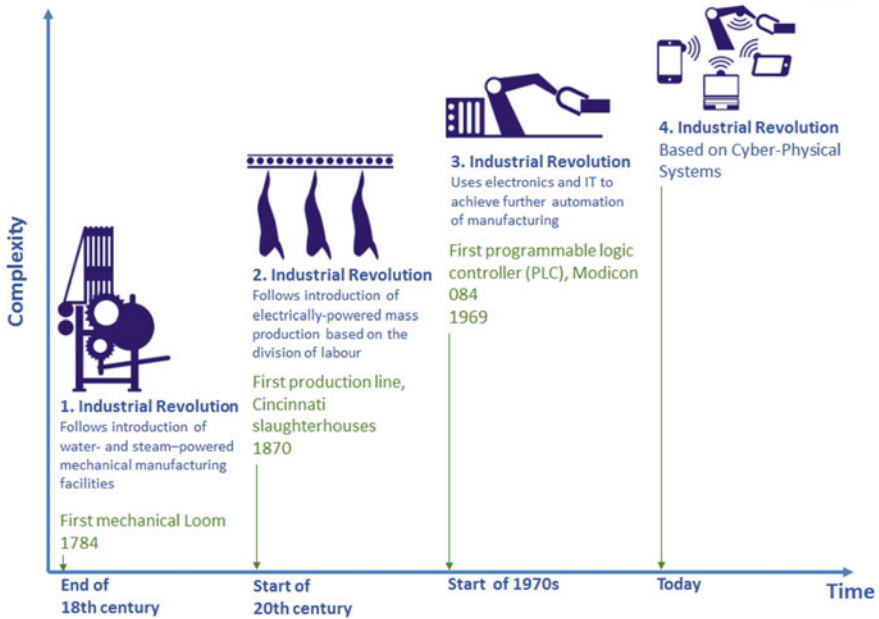 Complexity
1. Industrial Revolution
Follows introduction of
water- and steam–powered
mechanical manufacturing
facilities
First mechanical Loom
1784
2. Industrial Revolution
Follows introduction of
electrically-powered mass
production based on the
division of labour
First production line,
Cincinnati
slaughterhouses
1870
3. Industrial Revolution
Uses electronics and IT to
achieve further automation
of manufacturing
First programmable logic
controller (PLC), Modicon
084
1969
4. Industrial Revolution
Based on Cyber-Physical
Systems
End of
18th century
Start of
20th century
Start of 1970s
Today
Time